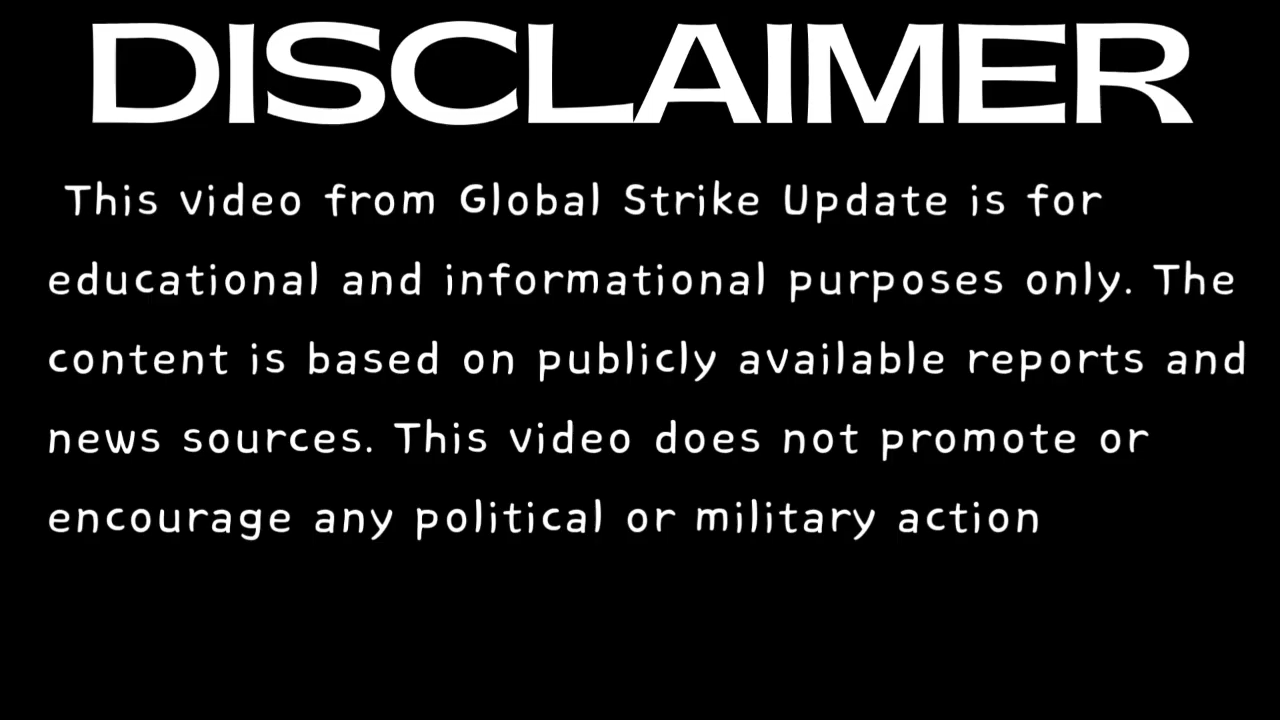 DISCLAIMER
This video from Global Strike Update is for
educational and informational purposes only. The
content is based on publicly available reports and
news sources. This video does not promote or
encourage any political or military action